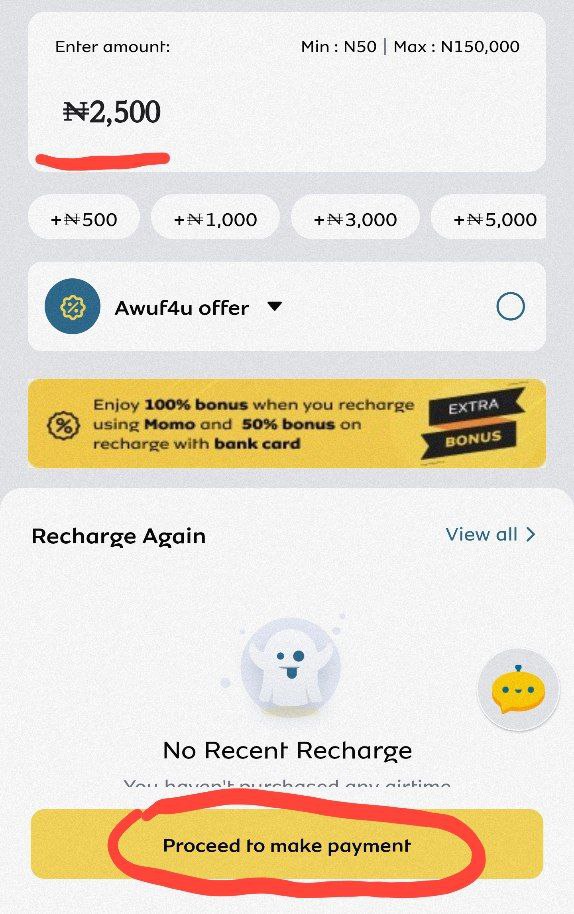 Enter amount: Min : N50 | Max : N150,000
₦2,500
+₦500 +₦1,000 +₦3,000 +₦5,000
Awuf4u offer
Enjoy 100% bonus when you recharge
using Momo and 50% bonus on
recharge with bank card
EXTRA
BONUS
Recharge Again View all
No Recent Recharge
You haven't purchased any airtime
Proceed to make payment